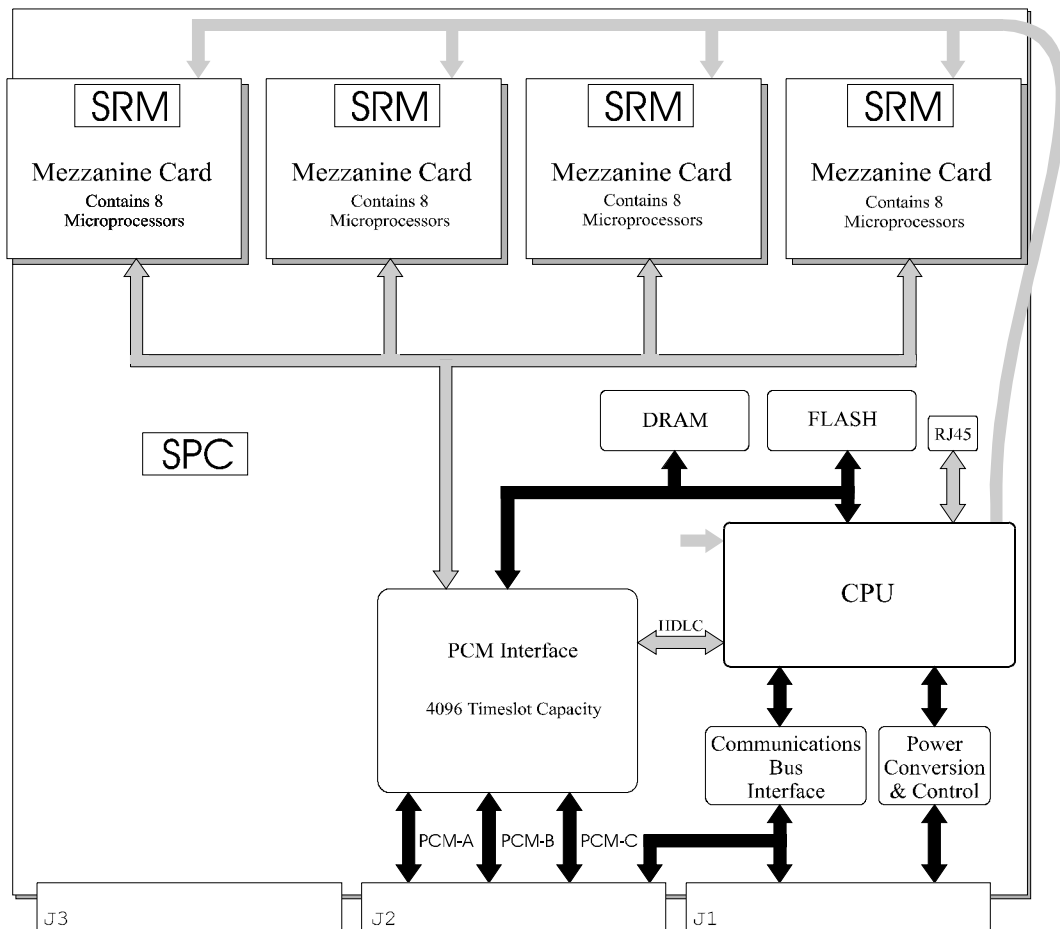 SRM
Mezzanine Card
Contains 8
Microprocessors
SRM
Mezzanine Card
Contains 8
Microprocessors
SRM
Mezzanine Card
Contains 8
Microprocessors
SRM
Mezzanine Card
Contains 8
Microprocessors
DRAM
FLASH
RJ45
SPC
CPU
HDLC
PCM Interface
4096 Timeslot Capacity
Communications
Bus
Interface
Power
Conversion
& Control
PCM-A
PCM-B
PCM-C
J3
J2
J1